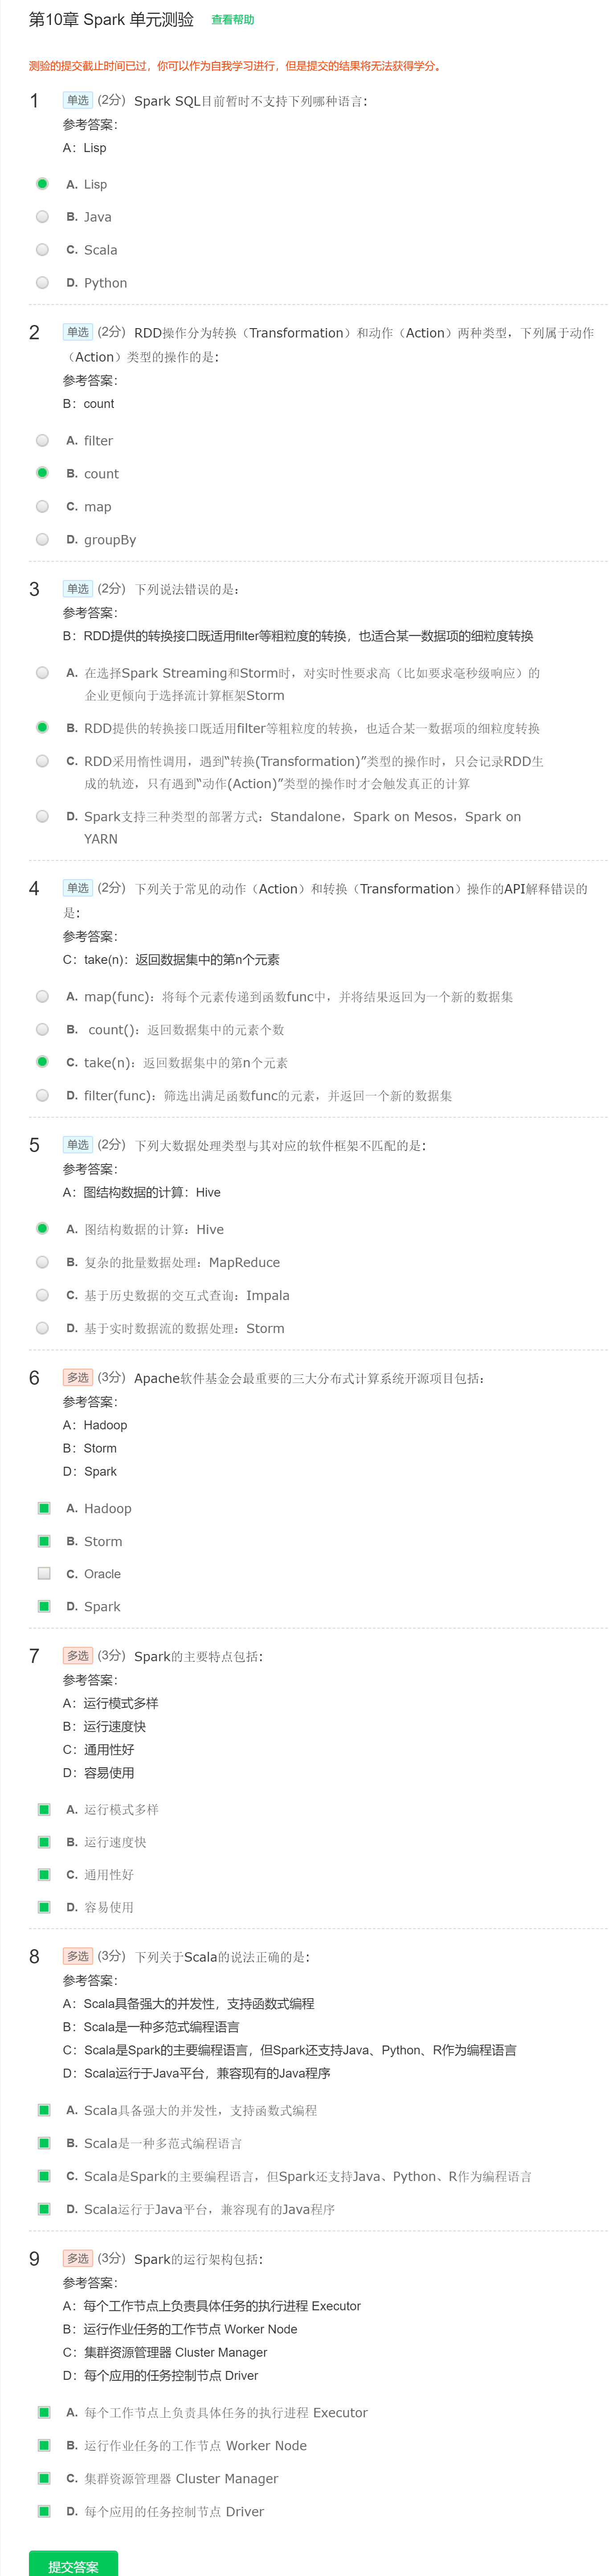 第10章 Spark 单元测验 查看帮助
测验的提交截止时间已过，你可以作为自我学习进行，但是提交的结果将无法获得学分。
1 单选 (2分) Spark SQL目前暂时不支持下列哪种语言：
参考答案：
A：Lisp
A. Lisp
B. Java
C. Scala
D. Python
2 单选 (2分) RDD操作分为转换（Transformation）和动作（Action）两种类型，下列属于动作
（Action）类型的操作的是：
参考答案：
B：count
A. filter
B. count
C. map
D. groupBy
3 单选 (2分) 下列说法错误的是：
参考答案：
B：RDD提供的转换接口既适用filter等粗粒度的转换，也适合某一数据项的细粒度转换
A. 在选择Spark Streaming和Storm时，对实时性要求高（比如要求毫秒级响应）的
企业更倾向于选择流计算框架Storm
B. RDD提供的转换接口既适用filter等粗粒度的转换，也适合某一数据项的细粒度转换
C. RDD采用惰性调用，遇到“转换(Transformation)”类型的操作时，只会记录RDD生
成的轨迹，只有遇到“动作(Action)”类型的操作时才会触发真正的计算
D. Spark支持三种类型的部署方式：Standalone，Spark on Mesos，Spark on
YARN
4 单选 (2分) 下列关于常见的动作（Action）和转换（Transformation）操作的API解释错误的
是：
参考答案：
C：take(n)：返回数据集中的第n个元素
A. map(func)：将每个元素传递到函数func中，并将结果返回为一个新的数据集
B. count()：返回数据集中的元素个数
C. take(n)：返回数据集中的第n个元素
D. filter(func)：筛选出满足函数func的元素，并返回一个新的数据集
5 单选 (2分) 下列大数据处理类型与其对应的软件框架不匹配的是：
参考答案：
A：图结构数据的计算：Hive
A. 图结构数据的计算：Hive
B. 复杂的批量数据处理：MapReduce
C. 基于历史数据的交互式查询：Impala
D. 基于实时数据流的数据处理：Storm
6 多选 (3分) Apache软件基金会最重要的三大分布式计算系统开源项目包括：
参考答案：
A：Hadoop
B：Storm
D：Spark
A. Hadoop
B. Storm
C. Oracle
D. Spark
7 多选 (3分) Spark的主要特点包括：
参考答案：
A：运行模式多样
B：运行速度快
C：通用性好
D：容易使用
A. 运行模式多样
B. 运行速度快
C. 通用性好
D. 容易使用
8 多选 (3分) 下列关于Scala的说法正确的是：
参考答案：
A：Scala具备强大的并发性，支持函数式编程
B：Scala是一种多范式编程语言
C：Scala是Spark的主要编程语言，但Spark还支持Java、Python、R作为编程语言
D：Scala运行于Java平台，兼容现有的Java程序
A. Scala具备强大的并发性，支持函数式编程
B. Scala是一种多范式编程语言
C. Scala是Spark的主要编程语言，但Spark还支持Java、Python、R作为编程语言
D. Scala运行于Java平台，兼容现有的Java程序
9 多选 (3分) Spark的运行架构包括：
参考答案：
A：每个工作节点上负责具体任务的执行进程 Executor
B：运行作业任务的工作节点 Worker Node
C：集群资源管理器 Cluster Manager
D：每个应用的任务控制节点 Driver
A. 每个工作节点上负责具体任务的执行进程 Executor
B. 运行作业任务的工作节点 Worker Node
C. 集群资源管理器 Cluster Manager
D. 每个应用的任务控制节点 Driver
提交答案